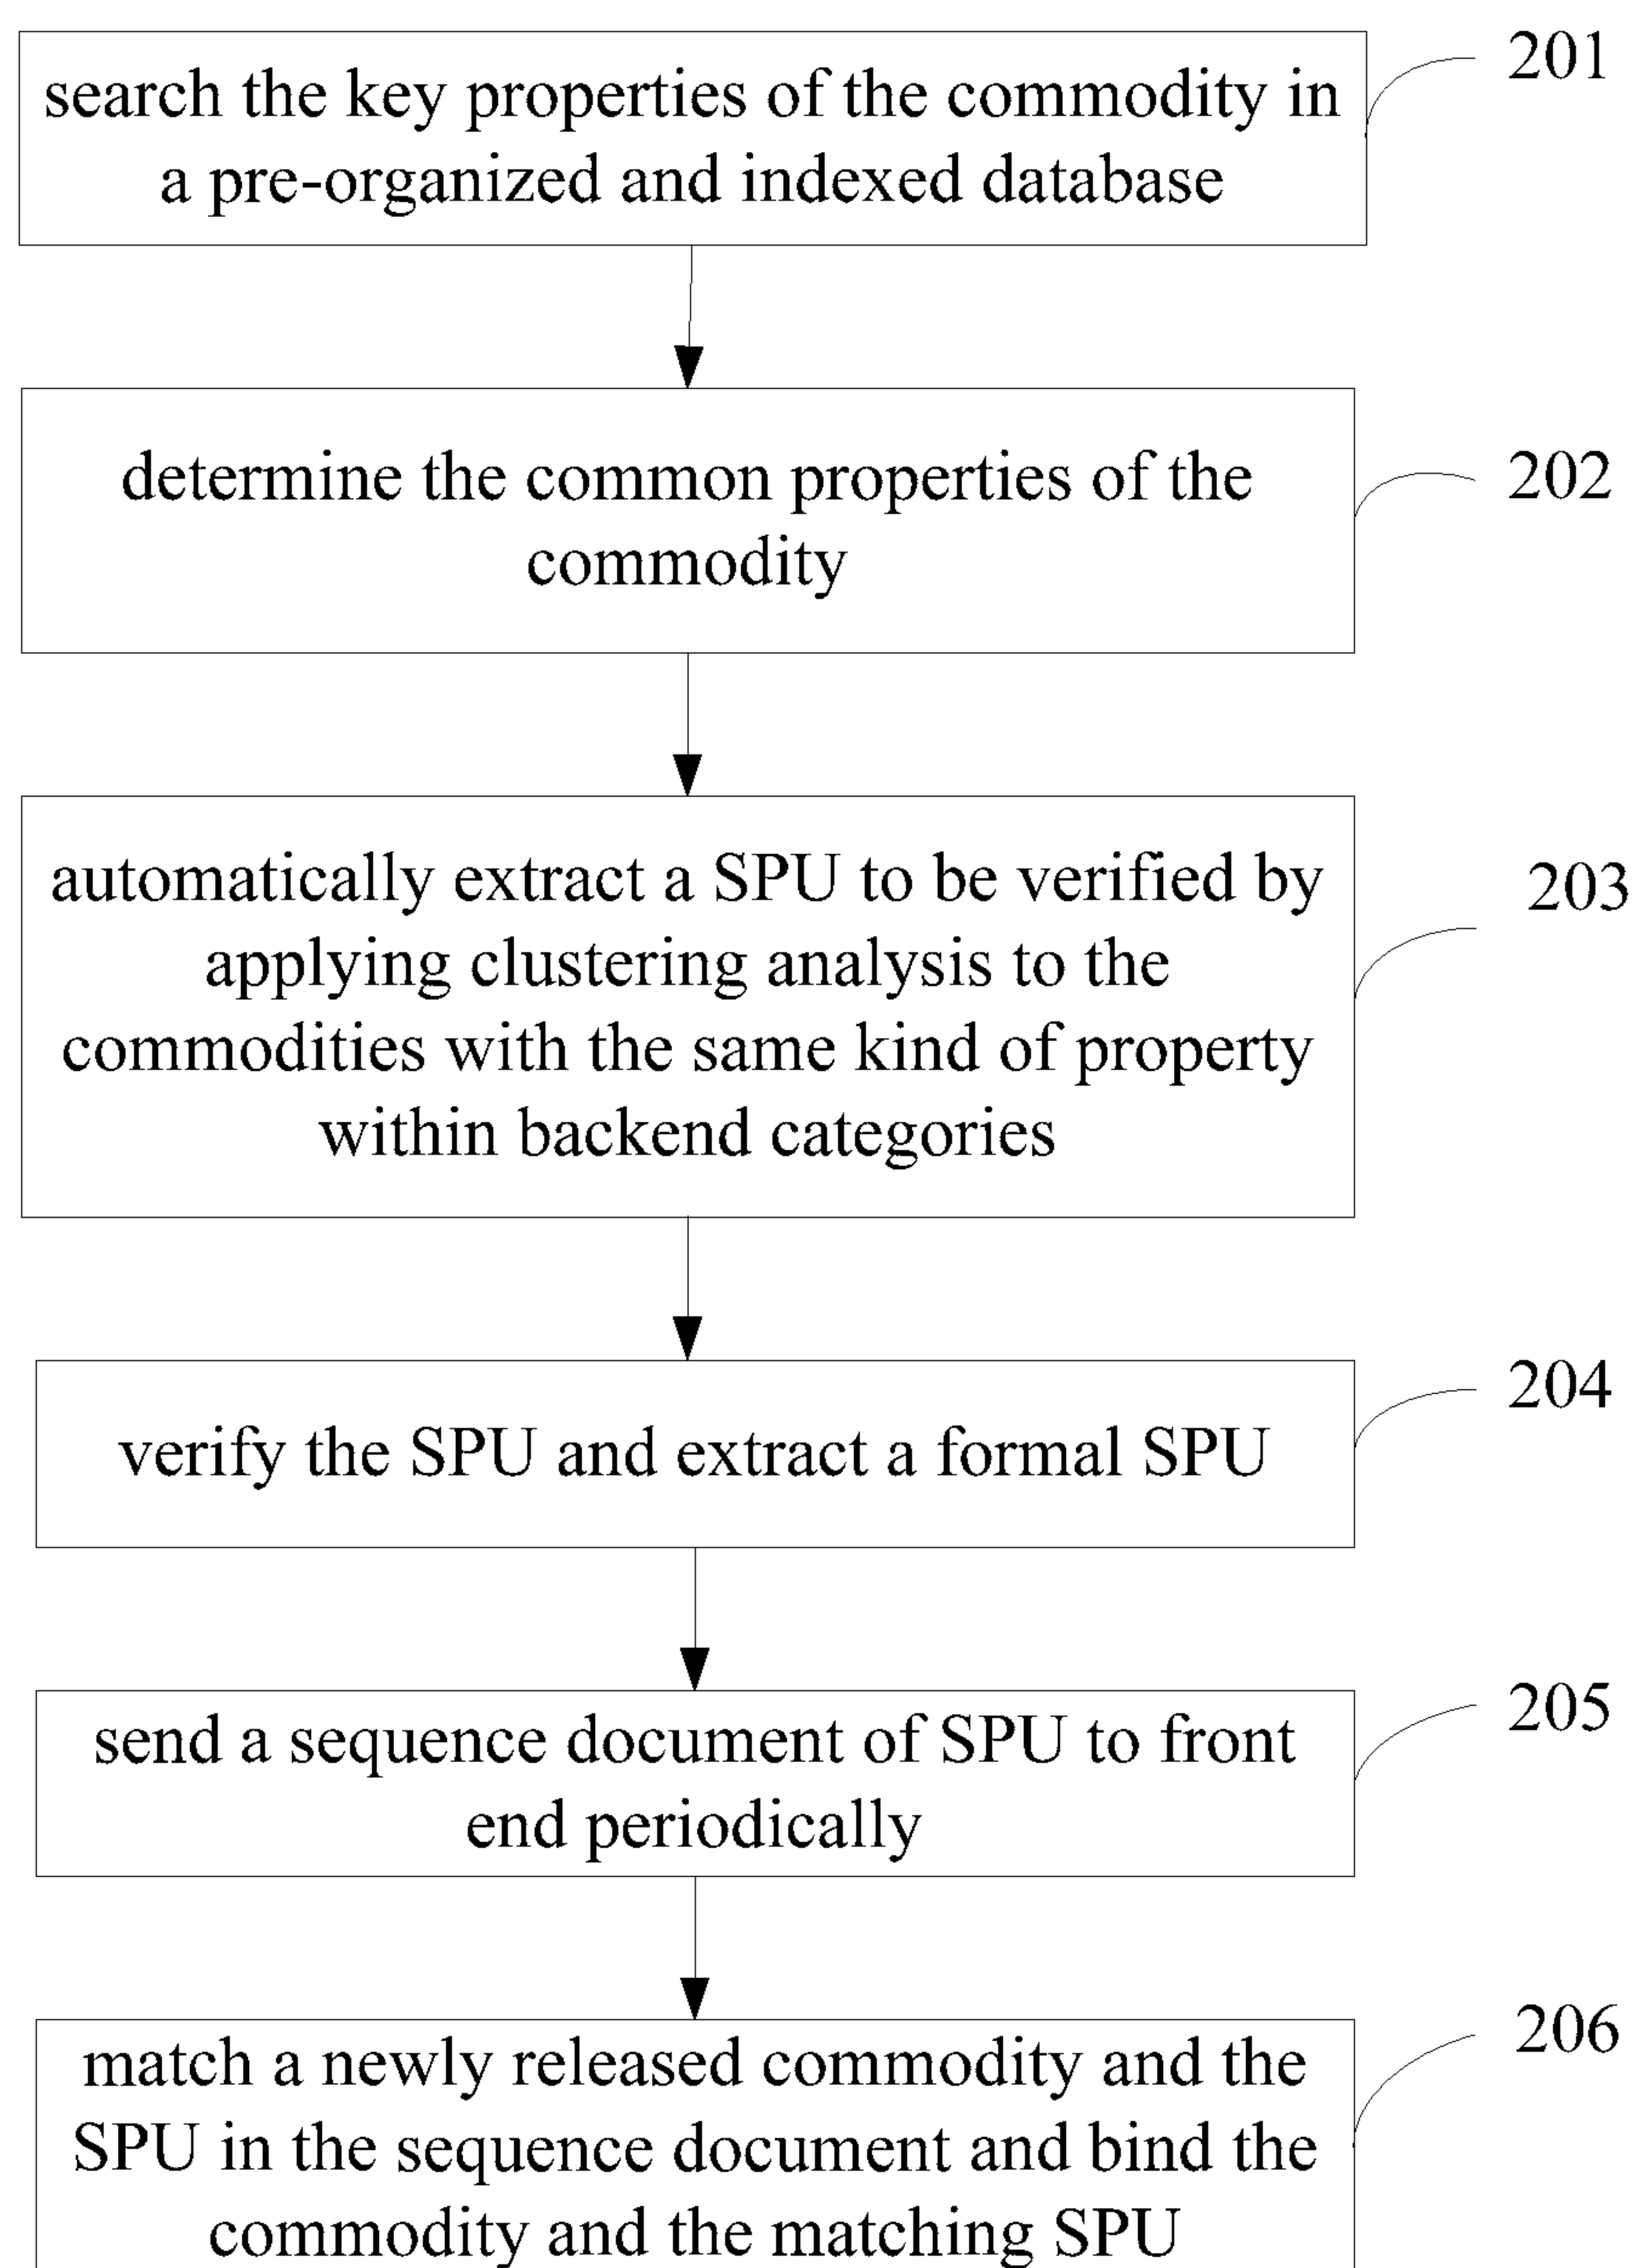 search the key properties of the commodity in
a pre-organized and indexed database
201
determine the common properties of the
commodity
202
automatically extract a SPU to be verified by
applying clustering analysis to the
commodities with the same kind of property
within backend categories
203
verify the SPU and extract a formal SPU
204
send a sequence document of SPU to front
end periodically
205
match a newly released commodity and the
SPU in the sequence document and bind the
commodity and the matching SPU
206